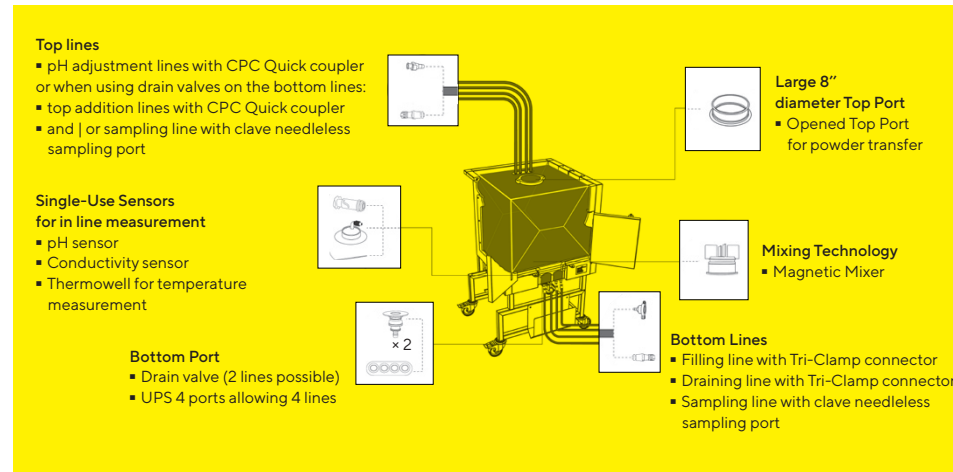 Top lines
▪ pH adjustment lines with CPC Quick coupler
or when using drain valves on the bottom lines:
▪ top addition lines with CPC Quick coupler
▪ and | or sampling line with clave needleless
sampling port
Large 8’’
diameter Top Port
▪ Opened Top Port
for powder transfer
Single-Use Sensors
for in line measurement
▪ pH sensor
▪ Conductivity sensor
▪ Thermowell for temperature
measurement
Mixing Technology
▪ Magnetic Mixer
× 2
Bottom Port
▪ Drain valve (2 lines possible)
▪ UPS 4 ports allowing 4 lines
Bottom Lines
▪ Filling line with Tri-Clamp connector
▪ Draining line with Tri-Clamp connector
▪ Sampling line with clave needleless
sampling port